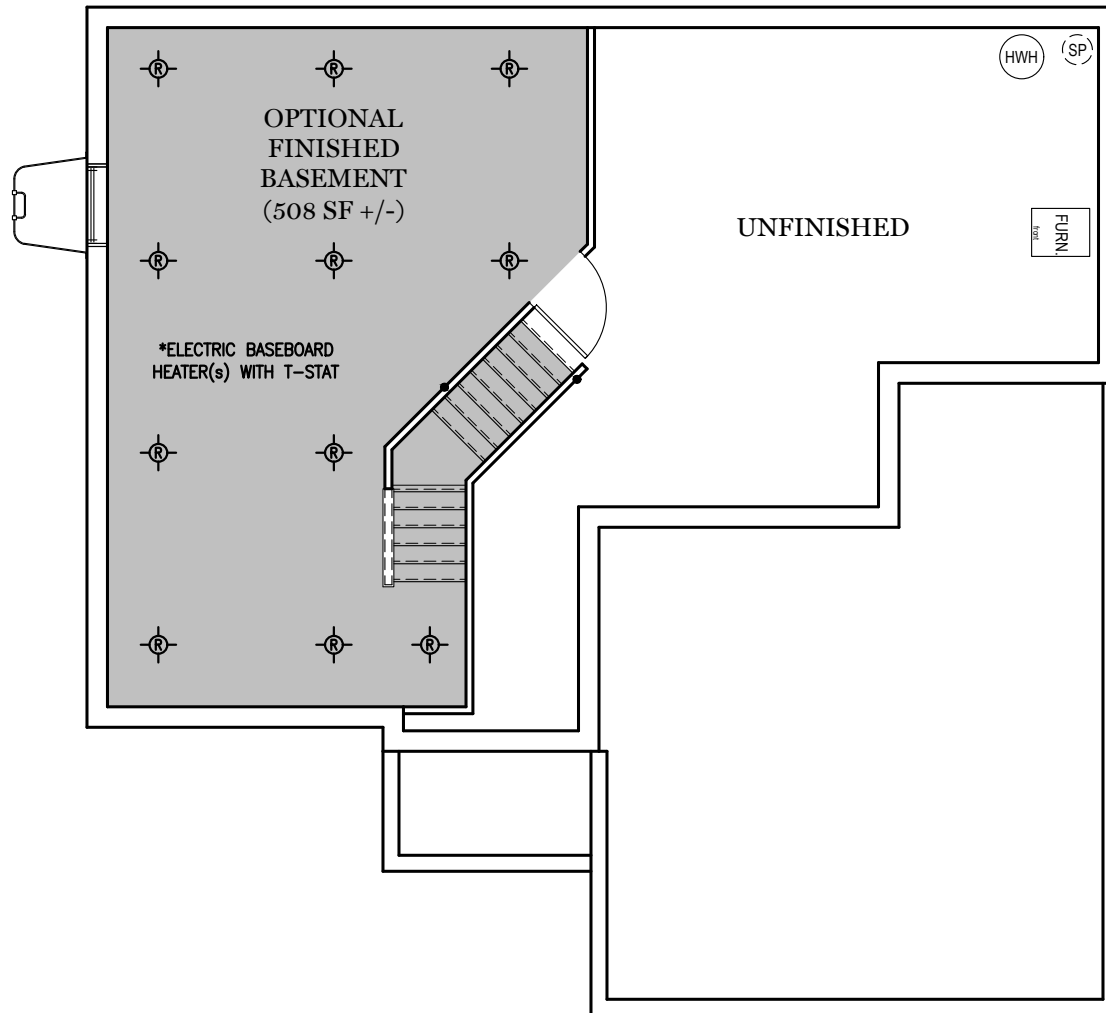 R R R
HWH SP
OPTIONAL
FINISHED
BASEMENT
(508 SF +/-)
UNFINISHED
FURN.
front
R R R
*ELECTRIC BASEBOARD
HEATER(s) WITH T-STAT
R R
R R R